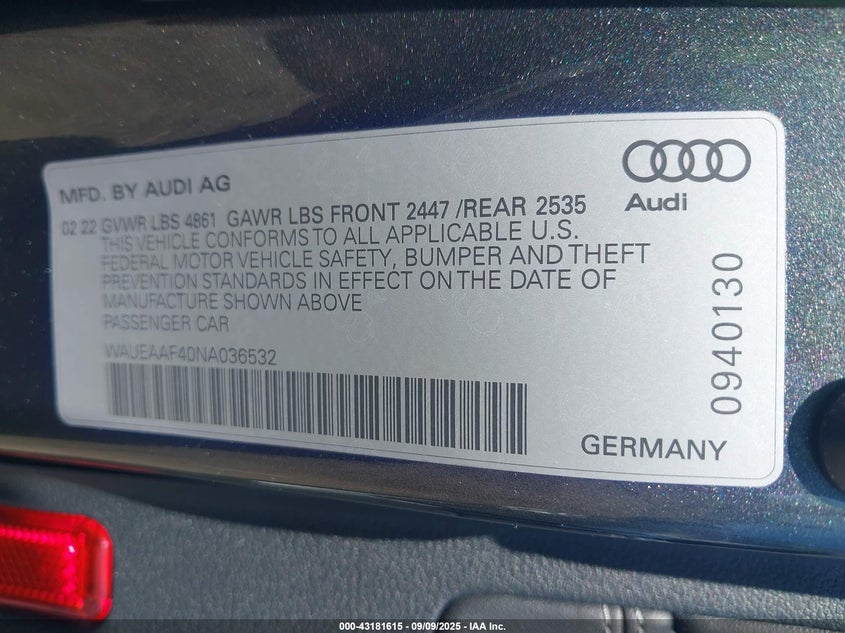 MFD. BY AUDI AG
Audi
02 22 GVWR LBS 4861 GAWR LBS FRONT 2447 /REAR 2535
THIS VEHICLE CONFORMS TO ALL APPLICABLE U.S.
FEDERAL MOTOR VEHICLE SAFETY, BUMPER AND THEFT
PREVENTION STANDARDS IN EFFECT ON THE DATE OF
MANUFACTURE SHOWN ABOVE
PASSENGER CAR
WAUEAAF40NA036532
0940130
GERMANY
000-43181615 - 09/09/2025 - IAA Inc.